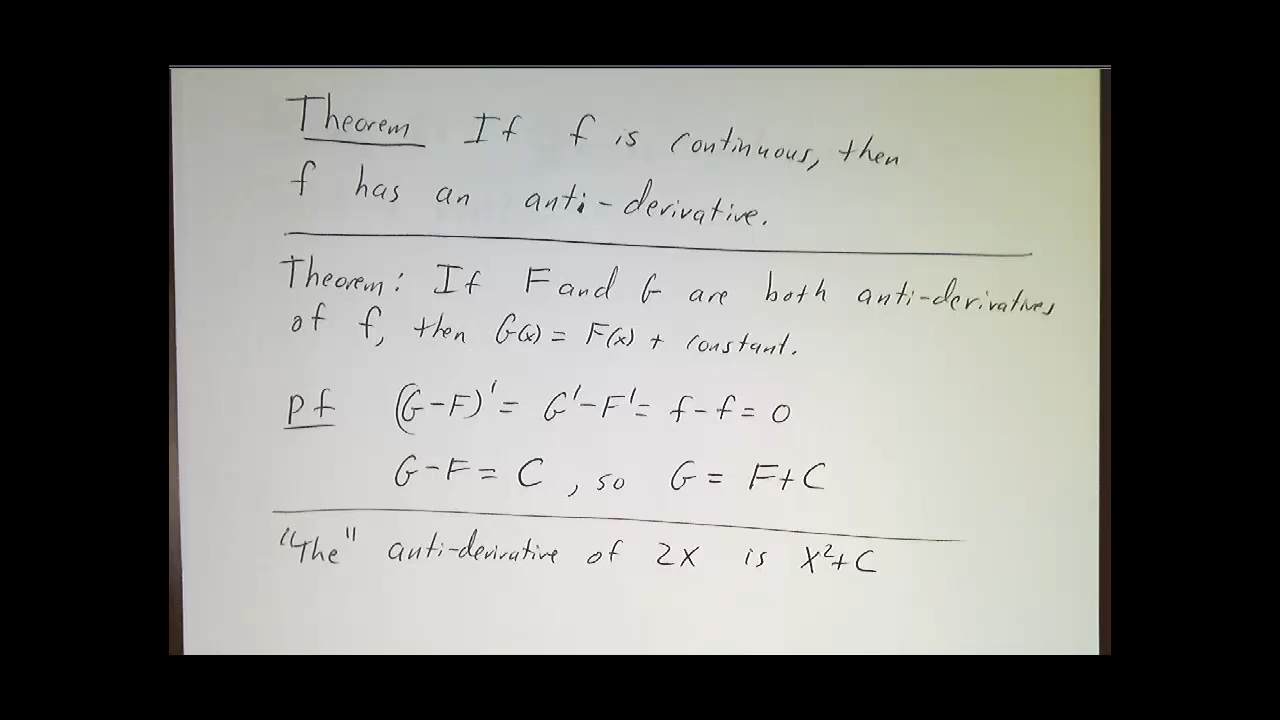 Theorem If f is continuous, then
f has an anti-derivative.
Theorem: If F and G are both anti-derivatives
of f, then G(x) = F(x) + constant.
pf (G-F)' = G'-F' = f-f = 0
G-F = C, so G = F+C
"The" anti-derivative of 2x is x²+C